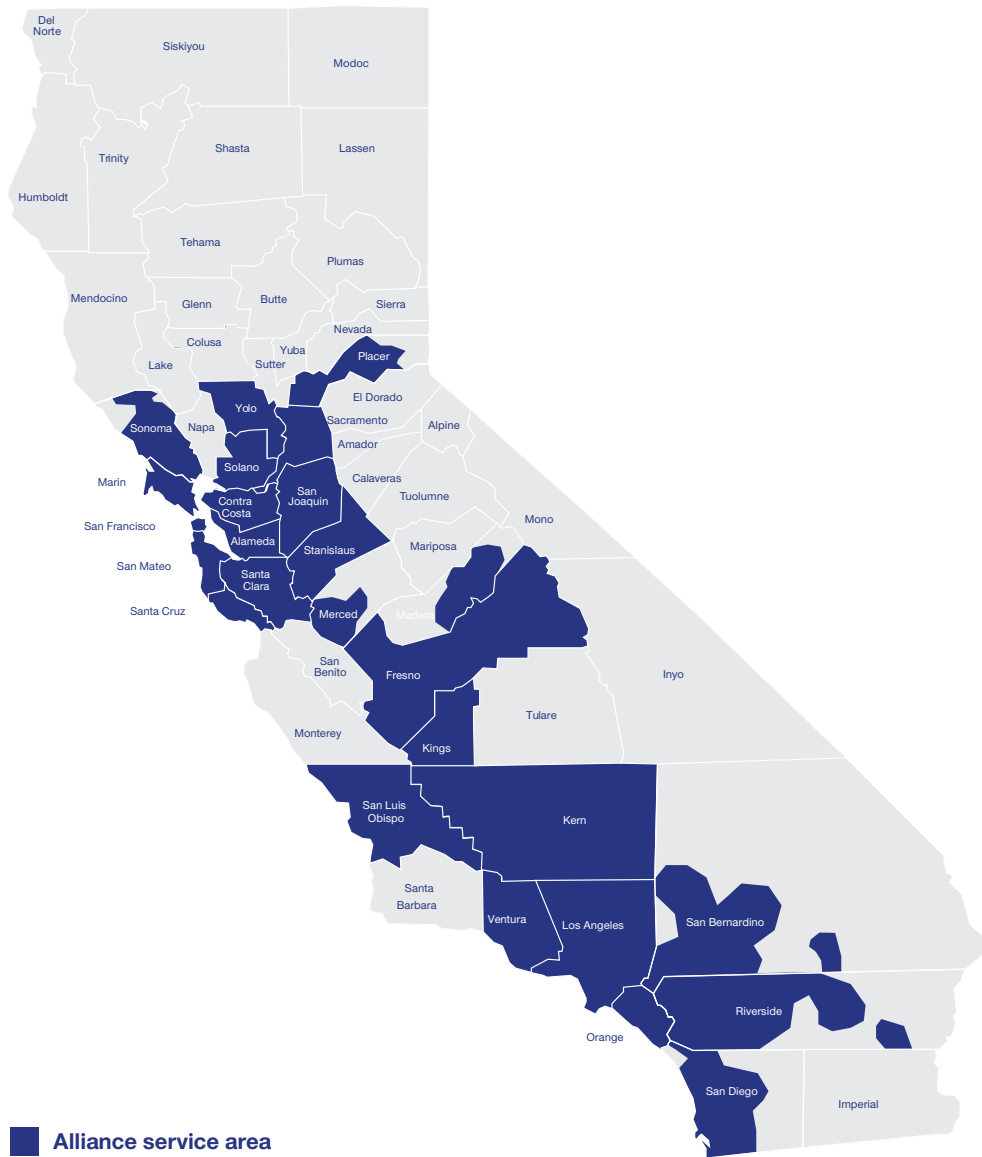 Del
Norte
Siskiyou
Modoc
Trinity
Shasta
Lassen
Humboldt
Tehama
Plumas
Mendocino
Glenn
Butte
Sierra
Nevada
Colusa
Yuba
Placer
Lake
Sutter
El Dorado
Yolo
Sonoma
Napa
Sacramento
Alpine
Amador
Solano
Marin
Calaveras
San
Joaquin
Tuolumne
Contra
Costa
San Francisco
Mono
Alameda
Stanislaus
Mariposa
San Mateo
Santa
Clara
Santa Cruz
Merced
Madera
San
Benito
Fresno
Inyo
Tulare
Monterey
Kings
San Luis
Obispo
Kern
Santa
Barbara
Ventura
Los Angeles
San Bernardino
Riverside
Orange
San Diego
Imperial
Alliance service area